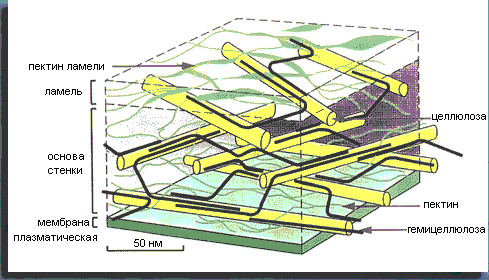 пектин ламели
ламель
целлюлоза
основа
стенки
пектин
мембрана
плазматическая
гемицеллюлоза
50 нм